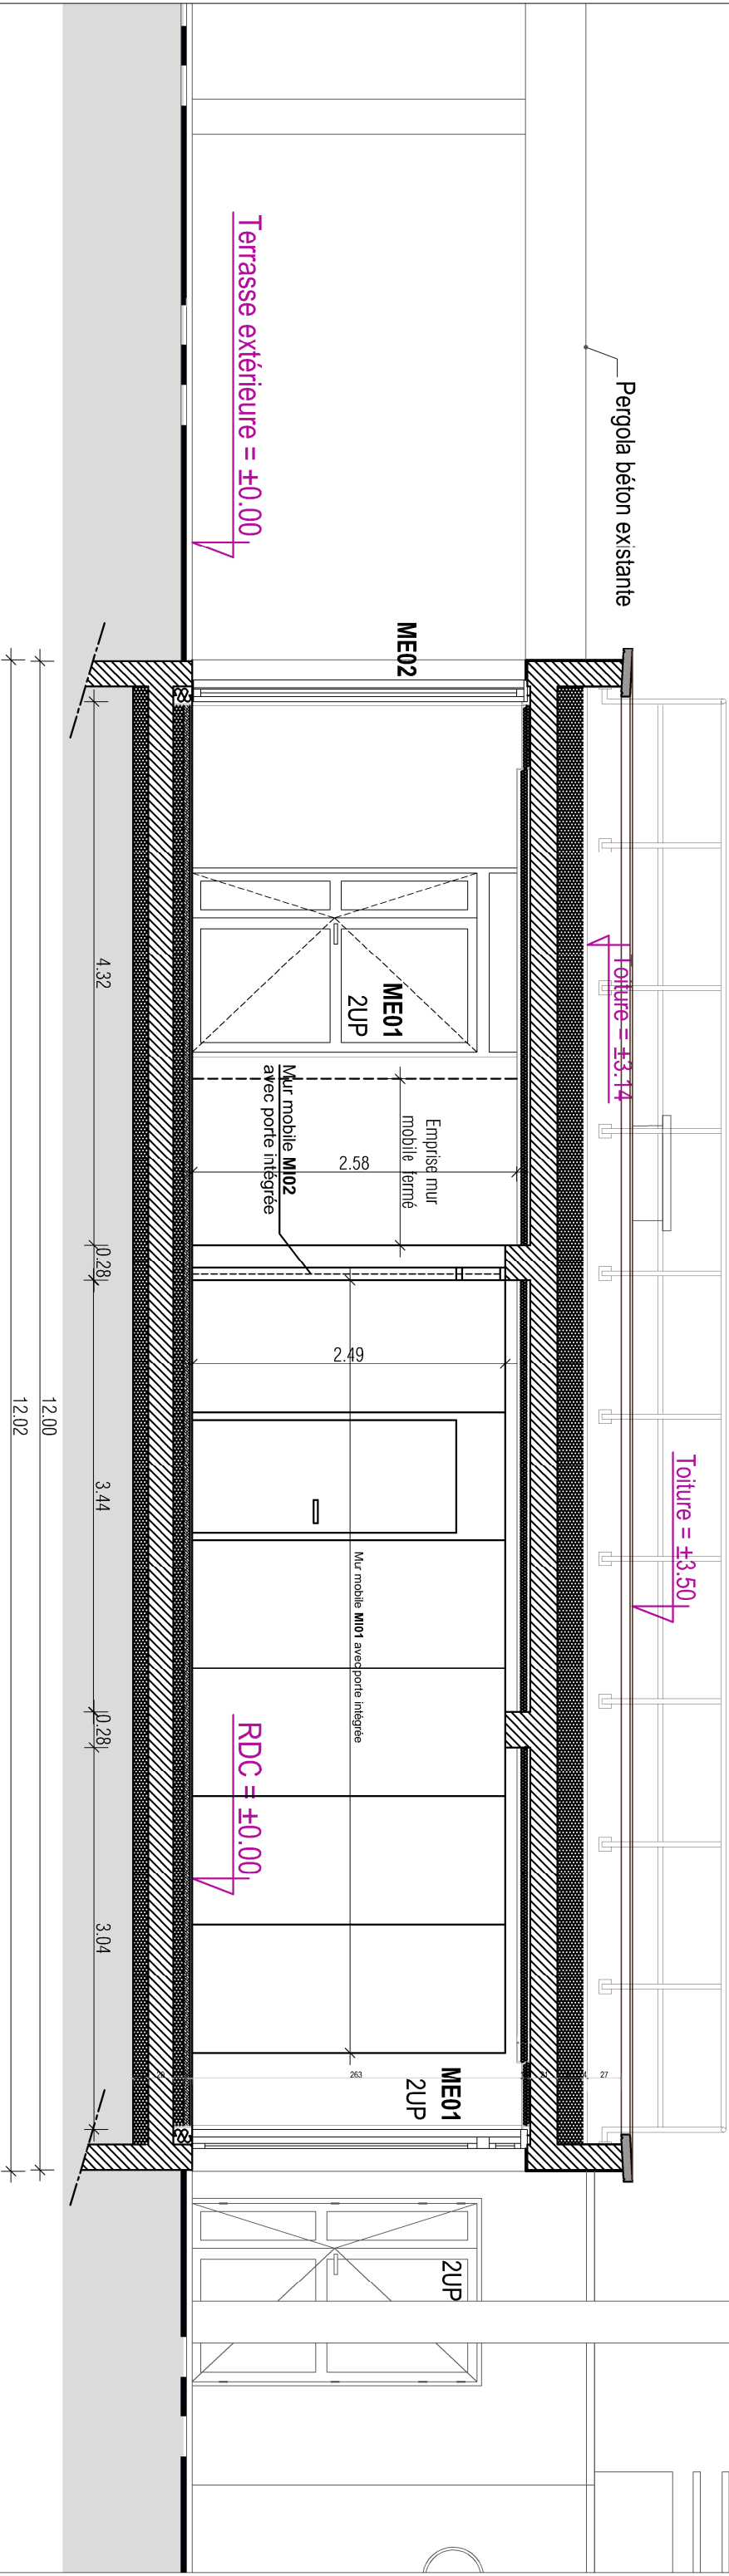 Pergola béton existante
Terrasse extérieure = ±0.00
ME02
Toiture = ±3.14
ME01
2UP
Emprise mur
mobile fermé
2.58
Mur mobile MI02
avec porte intégrée
2.49
Toiture = ±3.50
Mur mobile MI01 avec porte intégrée
RDC = ±0.00
ME01
2UP
2UP
263
27
4.32
0.28
3.44
0.28
3.04
12.00
12.02